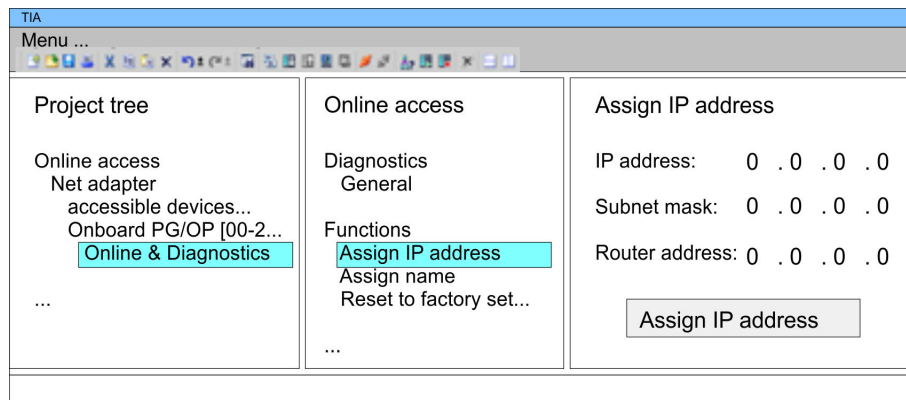 TIA
Menu ...
Project tree
Online access
Net adapter
accessible devices...
Onboard PG/OP [00-2...
Online & Diagnostics
...
Online access
Diagnostics
General
Functions
Assign IP address
Assign name
Reset to factory set...
...
Assign IP address
IP address: 0 . 0 . 0 . 0
Subnet mask: 0 . 0 . 0 . 0
Router address: 0 . 0 . 0 . 0
Assign IP address